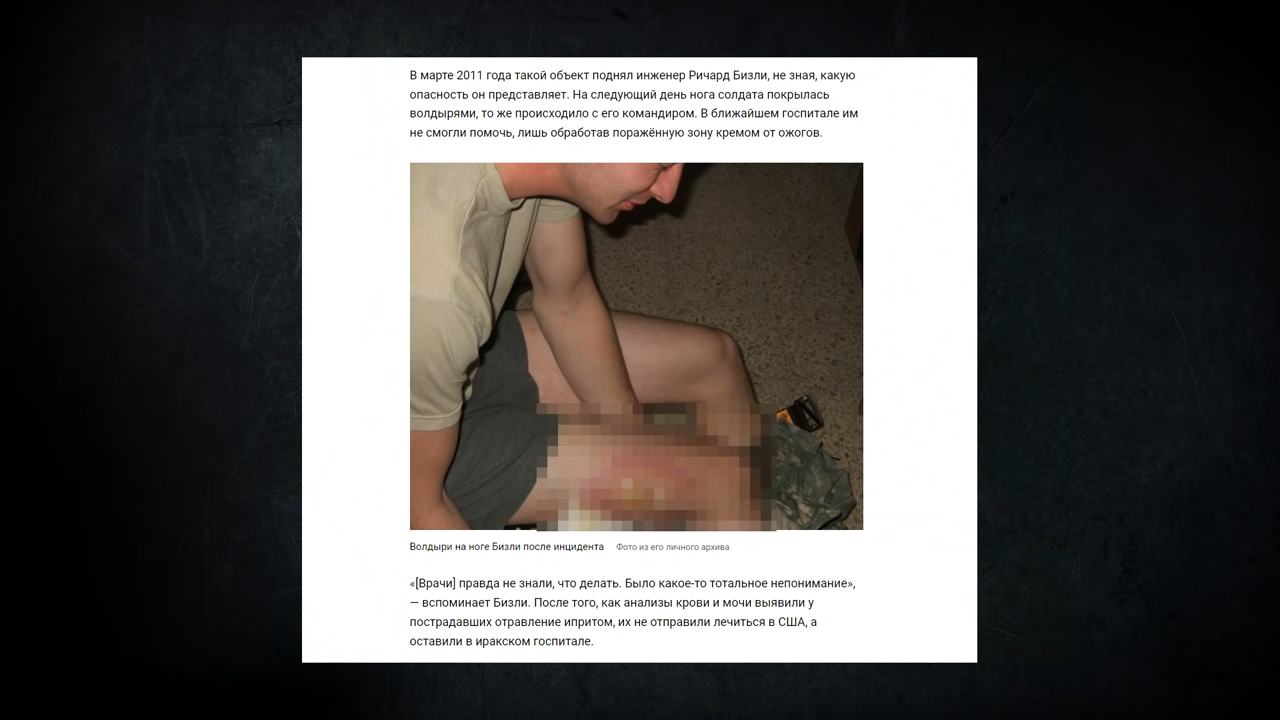 В марте 2011 года такой объект поднял инженер Ричард Бизли, не зная, какую
опасность он представляет. На следующий день нога солдата покрылась
волдырями, то же происходило с его командиром. В ближайшем госпитале им
не смогли помочь, лишь обработав поражённую зону кремом от ожогов.
Волдыри на ноге Бизли после инцидента Фото из его личного архива
«[Врачи] правда не знали, что делать. Было какое-то тотальное непонимание»,
— вспоминает Бизли. После того, как анализы крови и мочи выявили у
пострадавших отравление ипритом, их не отправили лечиться в США, а
оставили в иракском госпитале.